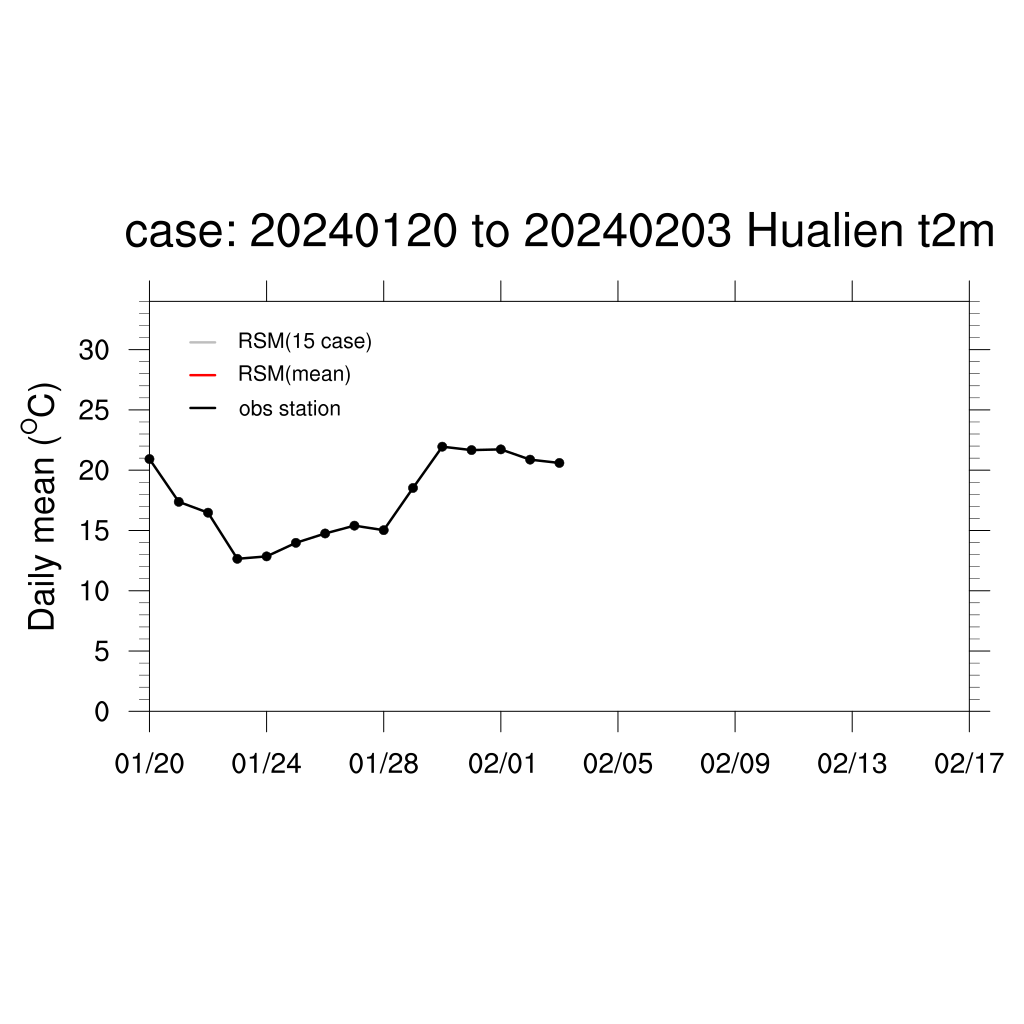 case: 20240120 to 20240203 Hualien t2m
RSM(15 case)
RSM(mean)
obs station
Daily mean (°C)
30
25
20
15
10
5
0
01/20 01/24 01/28 02/01 02/05 02/09 02/13 02/17